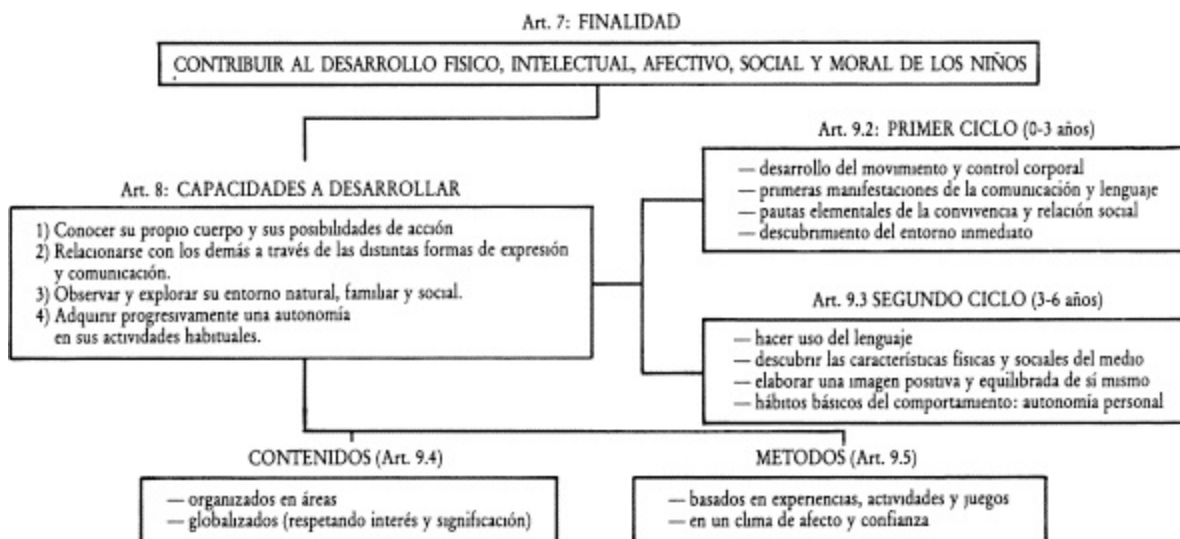 Art. 7: FINALIDAD
CONTRIBUIR AL DESARROLLO FISICO, INTELECTUAL, AFECTIVO, SOCIAL Y MORAL DE LOS NIÑOS
Art. 8: CAPACIDADES A DESARROLLAR
1) Conocer su propio cuerpo y sus posibilidades de acción
2) Relacionarse con los demás a través de las distintas formas de expresión
y comunicación.
3) Observar y explorar su entorno natural, familiar y social.
4) Adquirir progresivamente una autonomía
en sus actividades habituales.
Art. 9.2: PRIMER CICLO (0-3 años)
— desarrollo del movimiento y control corporal
— primeras manifestaciones de la comunicación y lenguaje
— pautas elementales de la convivencia y relación social
— descubrimiento del entorno inmediato
Art. 9.3 SEGUNDO CICLO (3-6 años)
— hacer uso del lenguaje
— descubrir las características físicas y sociales del medio
— elaborar una imagen positiva y equilibrada de sí mismo
— hábitos básicos del comportamiento: autonomía personal
CONTENIDOS (Art. 9.4)
— organizados en áreas
— globalizados (respetando interés y significación)
METODOS (Art. 9.5)
— basados en experiencias, actividades y juegos
— en un clima de afecto y confianza